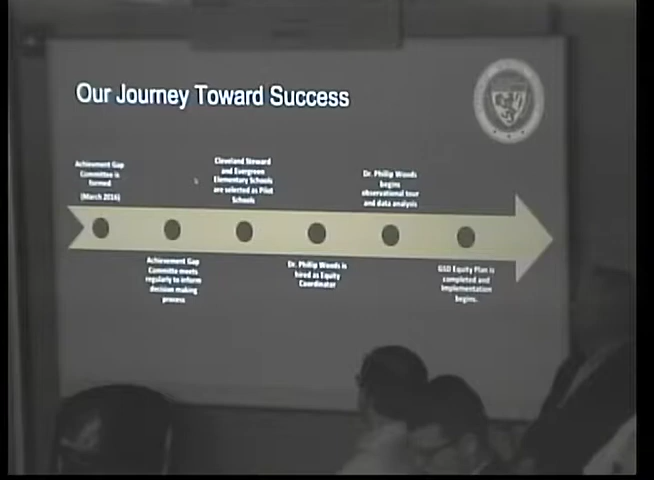 Our Journey Toward Success
Achievement Gap
Committee is
formed
(March 2016)
Achievement Gap
Committe meets
regularly to inform
decision making
process
Cleveland Steward
and Evergreen
Elementary Schools
are selected as Pilot
Schools
Dr. Phillip Woods is
hired as Equity
Coordinator
Dr. Phillip Woods
begins
observational tour
and data analysis
GSD Equity Plan is
completed and
implementation
begins.